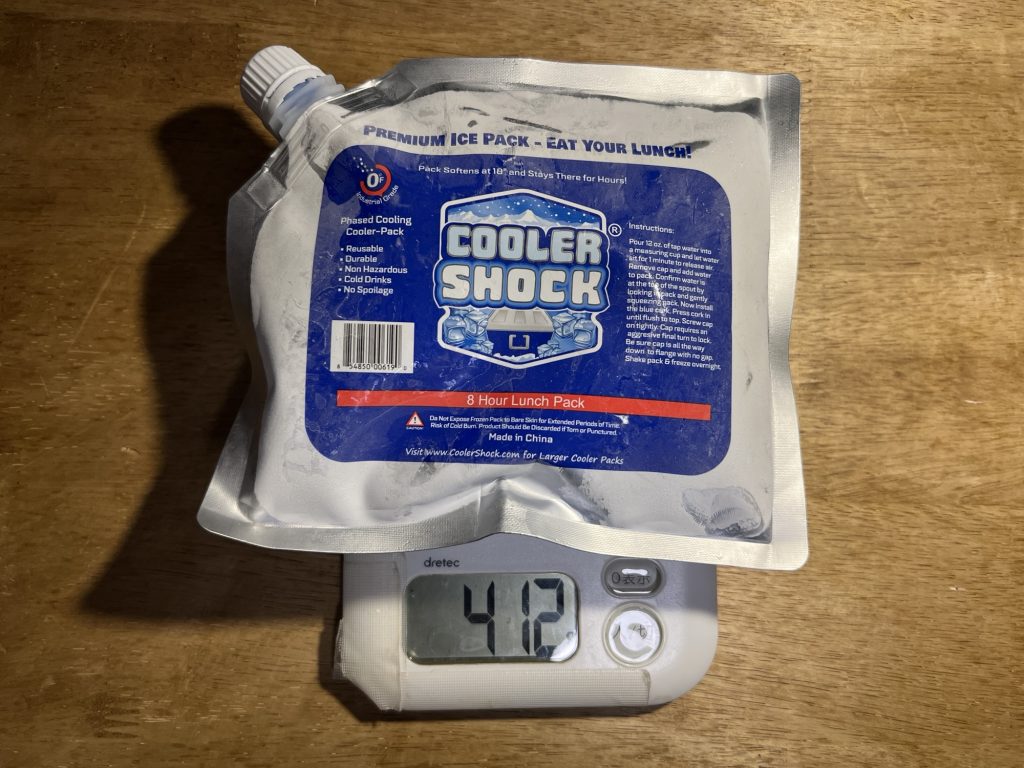 PREMIUM ICE PACK - EAT YOUR LUNCH!
Pack Softens at 18° and Stays There for Hours!
0°F
Industrial Grade
Phased Cooling
Cooler-Pack
• Reusable
• Durable
• Non Hazardous
• Cold Drinks
• No Spoilage
COOLER
SHOCK
®
Instructions:
Pour 12 oz. of tap water into
a measuring cup and let water
sit for 1 minute to release air.
Remove cap and add water
to pack. Confirm water is
at the top of the spout by
looking in pack and gently
squeezing pack. Now install
the blue cork. Press cork in
until flush to top. Screw cap
on tightly. Cap requires an
aggressive final turn to lock.
Be sure cap is all the way
down to flange with no gap.
Shake pack & freeze overnight.
8 54850 00619 0
8 Hour Lunch Pack
CAUTION
Do Not Expose Frozen Pack to Bare Skin for Extended Periods of Time.
Risk of Cold Burn. Product Should Be Discarded if Torn or Punctured.
Made in China
Visit www.CoolerShock.com for Larger Cooler Packs
dretec
412
0表示